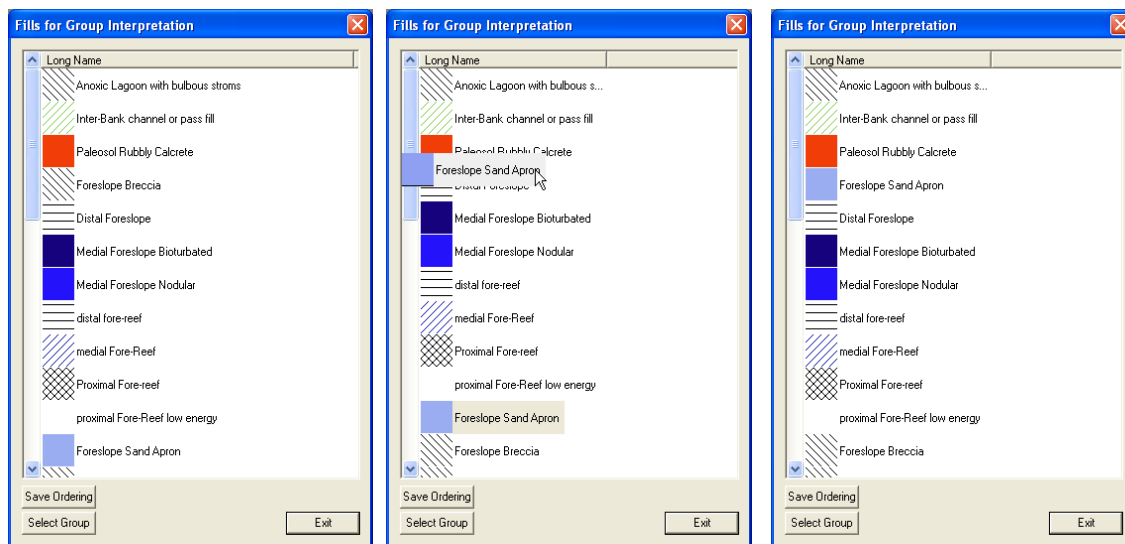 Fills for Group Interpretation
Long Name
Anoxic Lagoon with bulbous stroms
Inter-Bank channel or pass fill
Paleosol Rubbly Calcrete
Foreslope Breccia
Distal Foreslope
Medial Foreslope Bioturbated
Medial Foreslope Nodular
distal fore-reef
medial Fore-Reef
Proximal Fore-reef
proximal Fore-Reef low energy
Foreslope Sand Apron
Save Ordering
Select Group
Exit
Fills for Group Interpretation
Long Name
Anoxic Lagoon with bulbous s...
Inter-Bank channel or pass fill
Paleosol Rubbly Calcrete
Foreslope Sand Apron
Distal Foreslope
Medial Foreslope Bioturbated
Medial Foreslope Nodular
distal fore-reef
medial Fore-Reef
Proximal Fore-reef
proximal Fore-Reef low energy
Foreslope Sand Apron
Foreslope Breccia
Save Ordering
Select Group
Exit
Fills for Group Interpretation
Long Name
Anoxic Lagoon with bulbous s...
Inter-Bank channel or pass fill
Paleosol Rubbly Calcrete
Foreslope Sand Apron
Distal Foreslope
Medial Foreslope Bioturbated
Medial Foreslope Nodular
distal fore-reef
medial Fore-Reef
Proximal Fore-reef
proximal Fore-Reef low energy
Foreslope Breccia
Save Ordering
Select Group
Exit